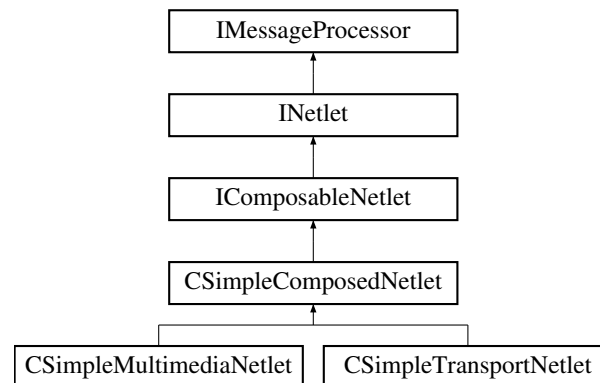 IMessageProcessor
INetlet
IComposableNetlet
CSimpleComposedNetlet
CSimpleMultimediaNetlet
CSimpleTransportNetlet